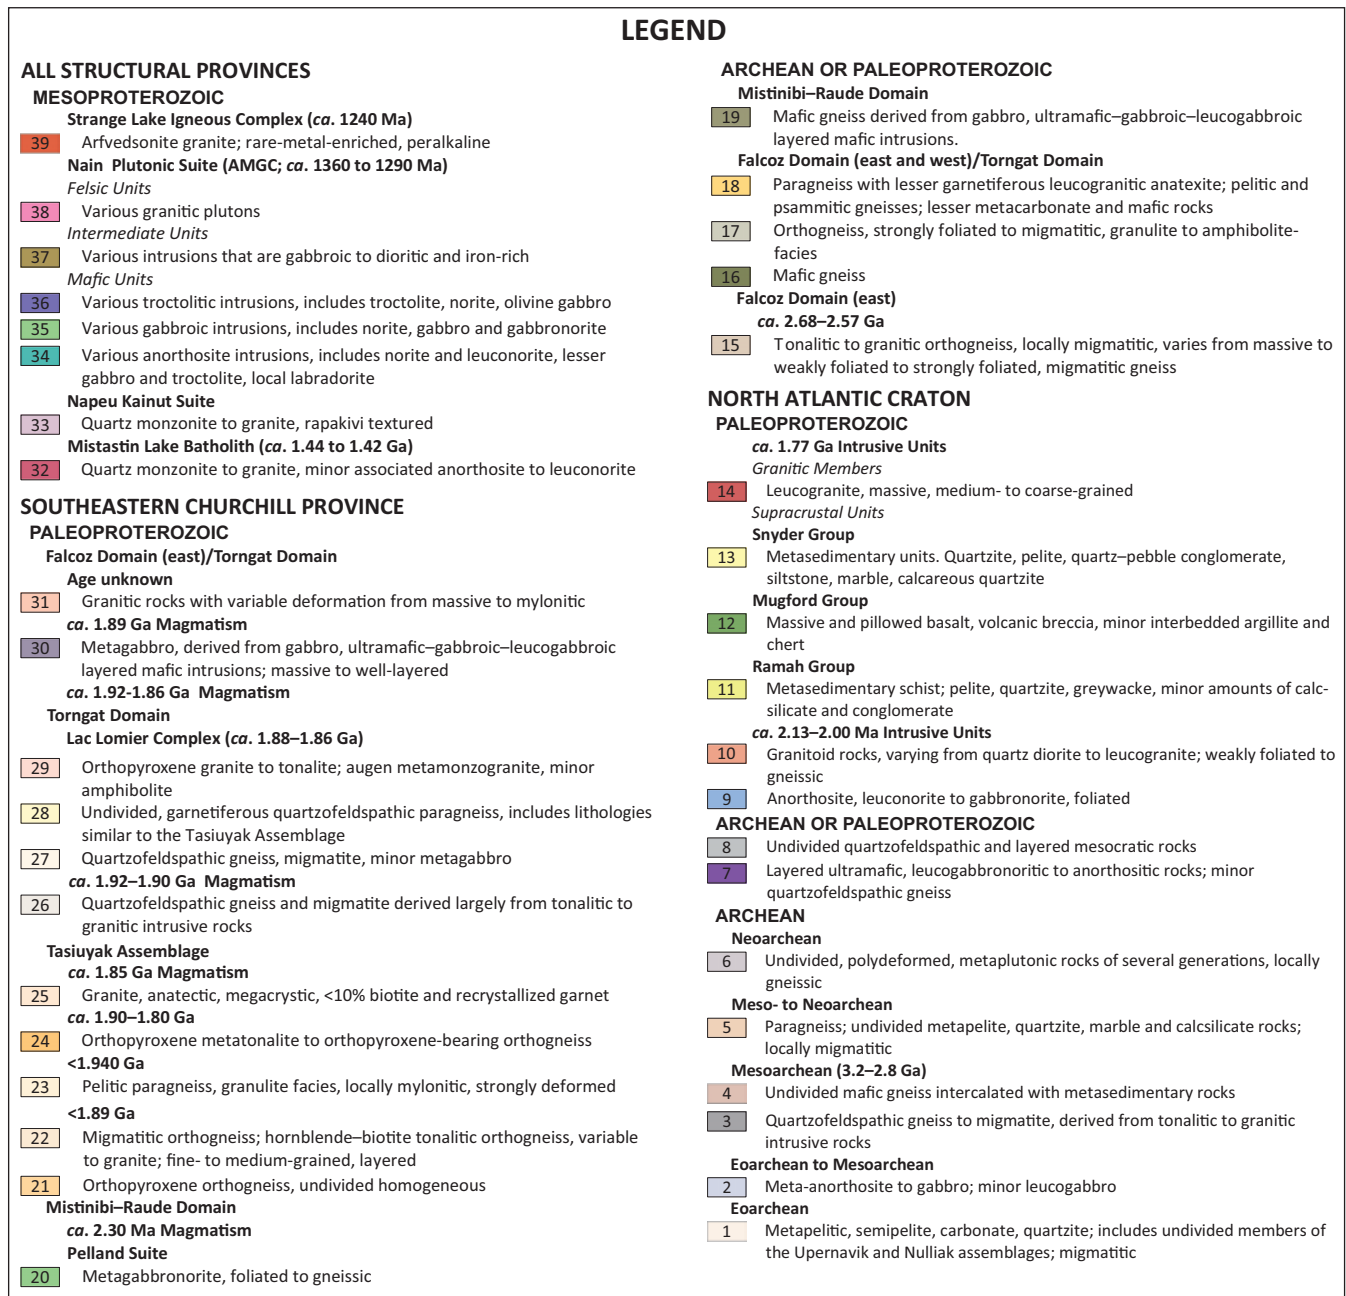 LEGEND
ALL STRUCTURAL PROVINCES
MESOPROTEROZOIC
Strange Lake Igneous Complex (ca. 1240 Ma)
39 Arfvedsonite granite; rare-metal-enriched, peralkaline
Nain Plutonic Suite (AMGC; ca. 1360 to 1290 Ma)
Felsic Units
38 Various granitic plutons
Intermediate Units
37 Various intrusions that are gabbroic to dioritic and iron-rich
Mafic Units
36 Various troctolitic intrusions, includes troctolite, norite, olivine gabbro
35 Various gabbroic intrusions, includes norite, gabbro and gabbronorite
34 Various anorthosite intrusions, includes norite and leuconorite, lesser
gabbro and troctolite, local labradorite
Napeu Kainut Suite
33 Quartz monzonite to granite, rapakivi textured
Mistastin Lake Batholith (ca. 1.44 to 1.42 Ga)
32 Quartz monzonite to granite, minor associated anorthosite to leuconorite
SOUTHEASTERN CHURCHILL PROVINCE
PALEOPROTEROZOIC
Falcoz Domain (east)/Torngat Domain
Age unknown
31 Granitic rocks with variable deformation from massive to mylonitic
ca. 1.89 Ga Magmatism
30 Metagabbro, derived from gabbro, ultramafic–gabbroic–leucogabbroic
layered mafic intrusions; massive to well-layered
ca. 1.92-1.86 Ga Magmatism
Torngat Domain
Lac Lomier Complex (ca. 1.88–1.86 Ga)
29 Orthopyroxene granite to tonalite; augen metamonzogranite, minor
amphibolite
28 Undivided, garnetiferous quartzofeldspathic paragneiss, includes lithologies
similar to the Tasiuyak Assemblage
27 Quartzofeldspathic gneiss, migmatite, minor metagabbro
ca. 1.92–1.90 Ga Magmatism
26 Quartzofeldspathic gneiss and migmatite derived largely from tonalitic to
granitic intrusive rocks
Tasiuyak Assemblage
ca. 1.85 Ga Magmatism
25 Granite, anatectic, megacrystic, <10% biotite and recrystallized garnet
ca. 1.90–1.80 Ga
24 Orthopyroxene metatonalite to orthopyroxene-bearing orthogneiss
<1.940 Ga
23 Pelitic paragneiss, granulite facies, locally mylonitic, strongly deformed
<1.89 Ga
22 Migmatitic orthogneiss; hornblende–biotite tonalitic orthogneiss, variable
to granite; fine- to medium-grained, layered
21 Orthopyroxene orthogneiss, undivided homogeneous
Mistinibi–Raude Domain
ca. 2.30 Ma Magmatism
Pelland Suite
20 Metagabbronorite, foliated to gneissic
ARCHEAN OR PALEOPROTEROZOIC
Mistinibi–Raude Domain
19 Mafic gneiss derived from gabbro, ultramafic–gabbroic–leucogabbroic
layered mafic intrusions.
Falcoz Domain (east and west)/Torngat Domain
18 Paragneiss with lesser garnetiferous leucogranitic anatexite; pelitic and
psammitic gneisses; lesser metacarbonate and mafic rocks
17 Orthogneiss, strongly foliated to migmatitic, granulite to amphibolite-
facies
16 Mafic gneiss
Falcoz Domain (east)
ca. 2.68–2.57 Ga
15 Tonalitic to granitic orthogneiss, locally migmatitic, varies from massive to
weakly foliated to strongly foliated, migmatitic gneiss
NORTH ATLANTIC CRATON
PALEOPROTEROZOIC
ca. 1.77 Ga Intrusive Units
Granitic Members
14 Leucogranite, massive, medium- to coarse-grained
Supracrustal Units
Snyder Group
13 Metasedimentary units. Quartzite, pelite, quartz–pebble conglomerate,
siltstone, marble, calcareous quartzite
Mugford Group
12 Massive and pillowed basalt, volcanic breccia, minor interbedded argillite and
chert
Ramah Group
11 Metasedimentary schist; pelite, quartzite, greywacke, minor amounts of calc-
silicate and conglomerate
ca. 2.13–2.00 Ma Intrusive Units
10 Granitoid rocks, varying from quartz diorite to leucogranite; weakly foliated to
gneissic
9 Anorthosite, leuconorite to gabbronorite, foliated
ARCHEAN OR PALEOPROTEROZOIC
8 Undivided quartzofeldspathic and layered mesocratic rocks
7 Layered ultramafic, leucogabbronoritic to anorthositic rocks; minor
quartzofeldspathic gneiss
ARCHEAN
Neoarchean
6 Undivided, polydeformed, metaplutonic rocks of several generations, locally
gneissic
Meso- to Neoarchean
5 Paragneiss; undivided metapelite, quartzite, marble and calcsilicate rocks;
locally migmatitic
Mesoarchean (3.2–2.8 Ga)
4 Undivided mafic gneiss intercalated with metasedimentary rocks
3 Quartzofeldspathic gneiss to migmatite, derived from tonalitic to granitic
intrusive rocks
Eoarchean to Mesoarchean
2 Meta-anorthosite to gabbro; minor leucogabbro
Eoarchean
1 Metapelitic, semipelite, carbonate, quartzite; includes undivided members of
the Upernavik and Nulliak assemblages; migmatitic